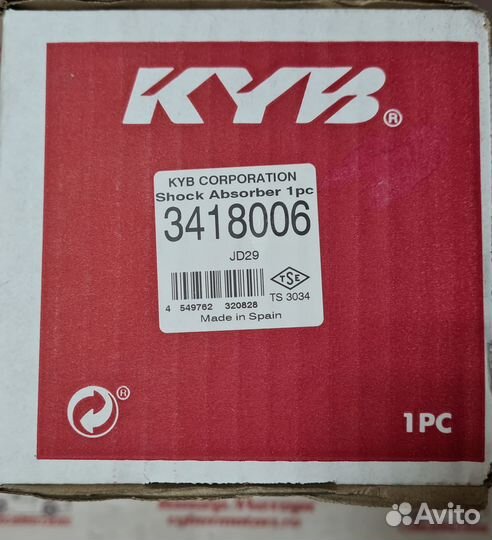 KYB®
KYB CORPORATION
Shock Absorber 1pc
3418006
JD29
TSE
4 549762 320828
TS 3034
Made in Spain
®
1PC
Avito